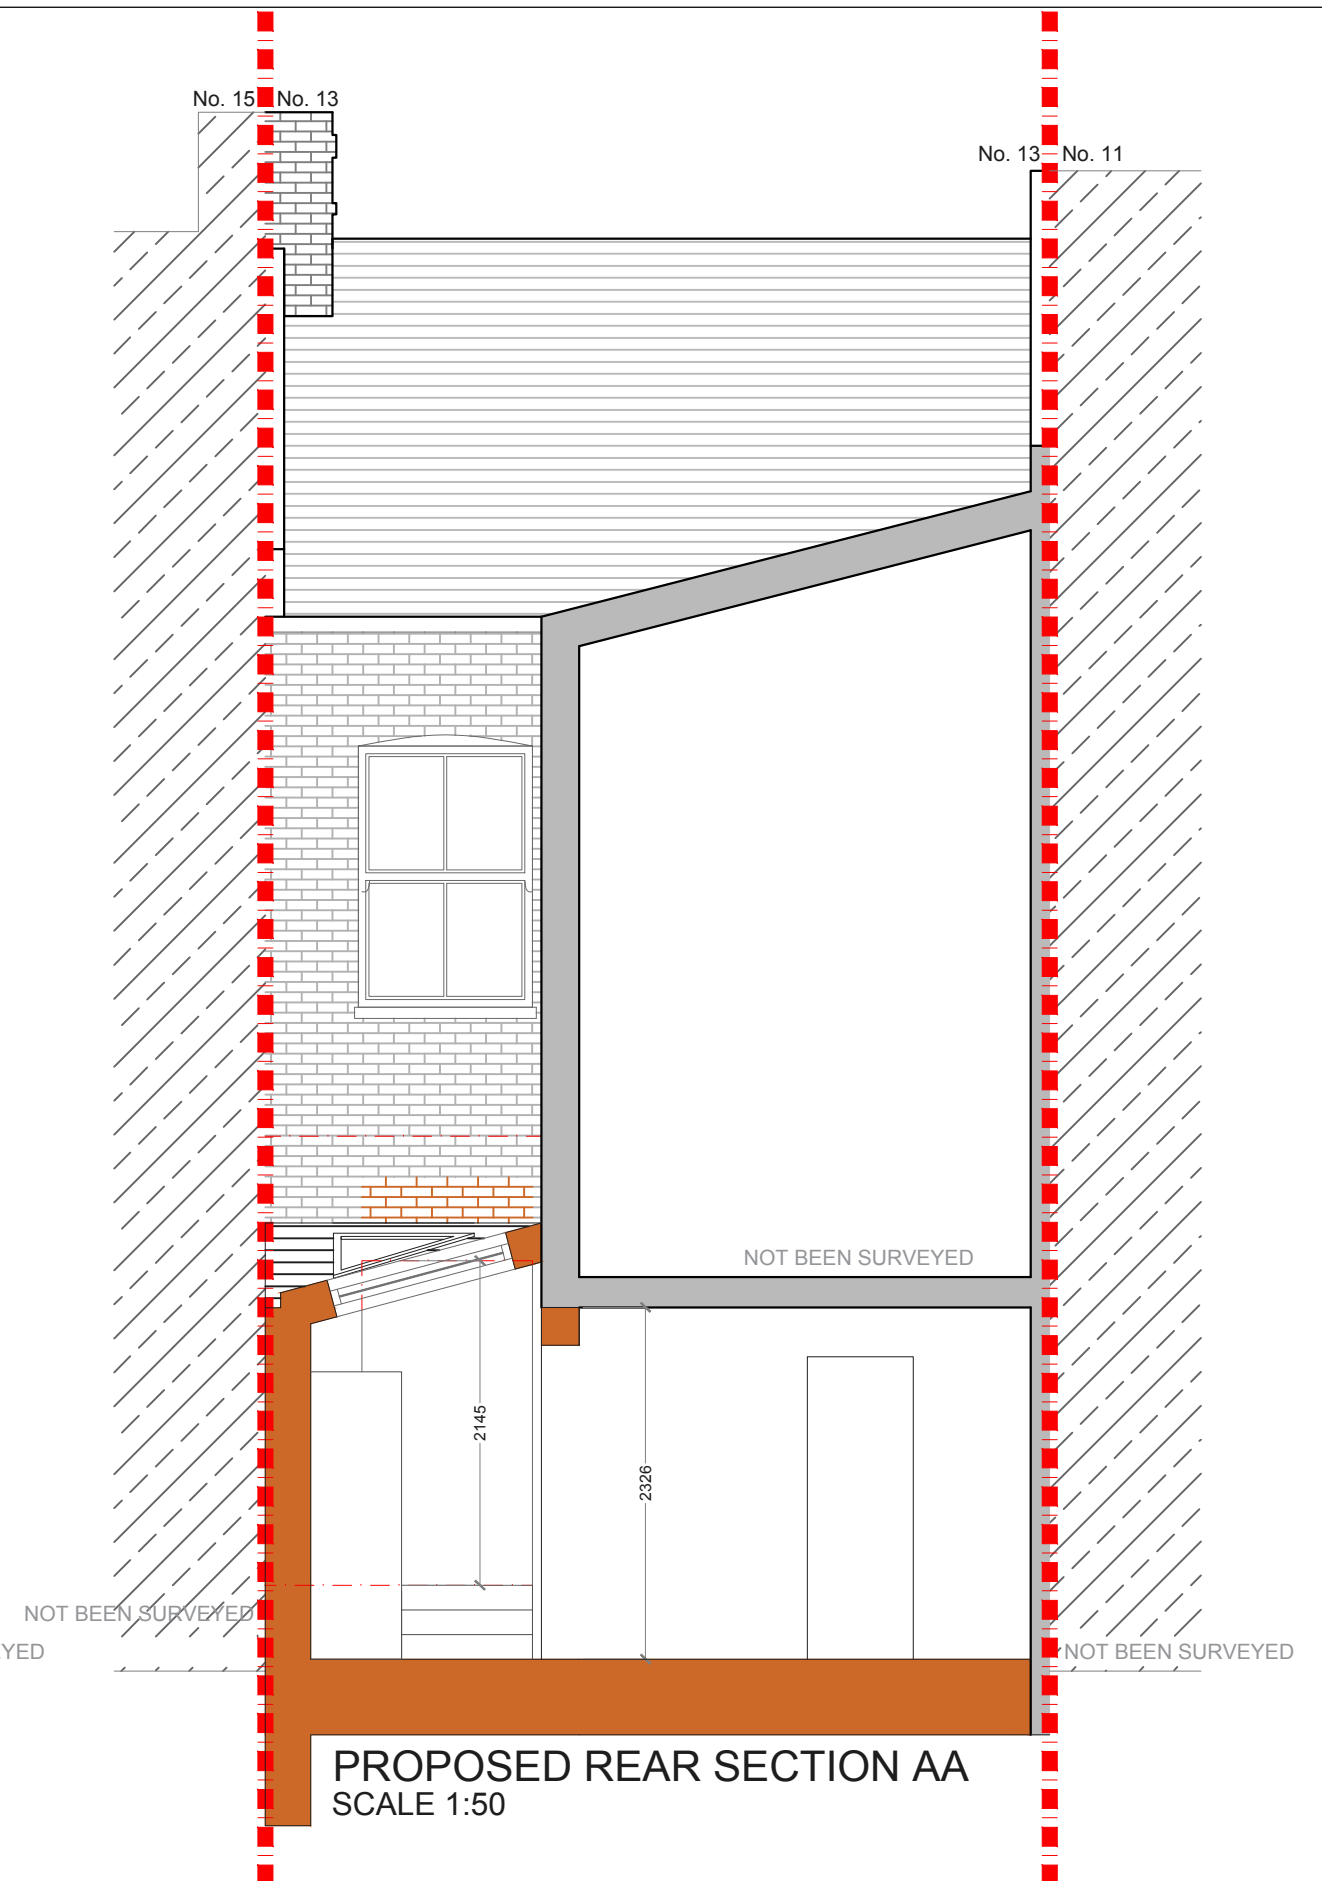 No. 15 No. 13
No. 13 No. 11
NOT BEEN SURVEYED
2145
2326
NOT BEEN SURVEYED
YED
NOT BEEN SURVEYED
PROPOSED REAR SECTION AA
SCALE 1:50